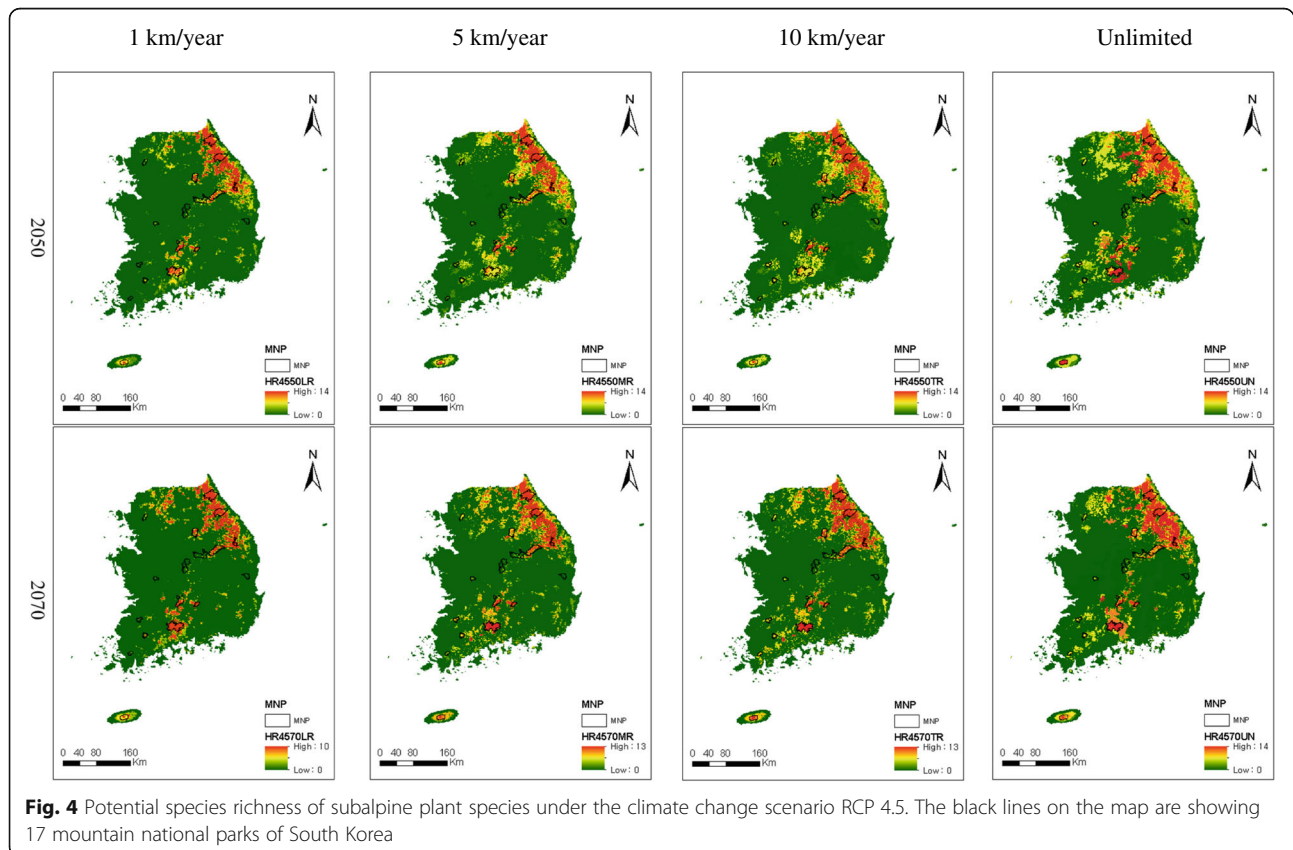 1 km/year 5 km/year 10 km/year Unlimited
2050
N
MNP
MNP
HR4550LR
High : 14
Low : 0
0 40 80 160
Km
N
MNP
MNP
HR4550MR
High : 14
Low : 0
0 40 80 160
Km
N
MNP
MNP
HR4550TR
High : 14
Low : 0
0 40 80 160
Km
N
MNP
MNP
HR4550UN
High : 14
Low : 0
0 40 80 160
Km
2070
N
MNP
MNP
HR4570LR
High : 10
Low : 0
0 40 80 160
Km
N
MNP
MNP
HR4570MR
High : 13
Low : 0
0 40 80 160
Km
N
MNP
MNP
HR4570TR
High : 13
Low : 0
0 40 80 160
Km
N
MNP
MNP
HR4570UN
High : 14
Low : 0
0 40 80 160
Km
Fig. 4 Potential species richness of subalpine plant species under the climate change scenario RCP 4.5. The black lines on the map are showing
17 mountain national parks of South Korea